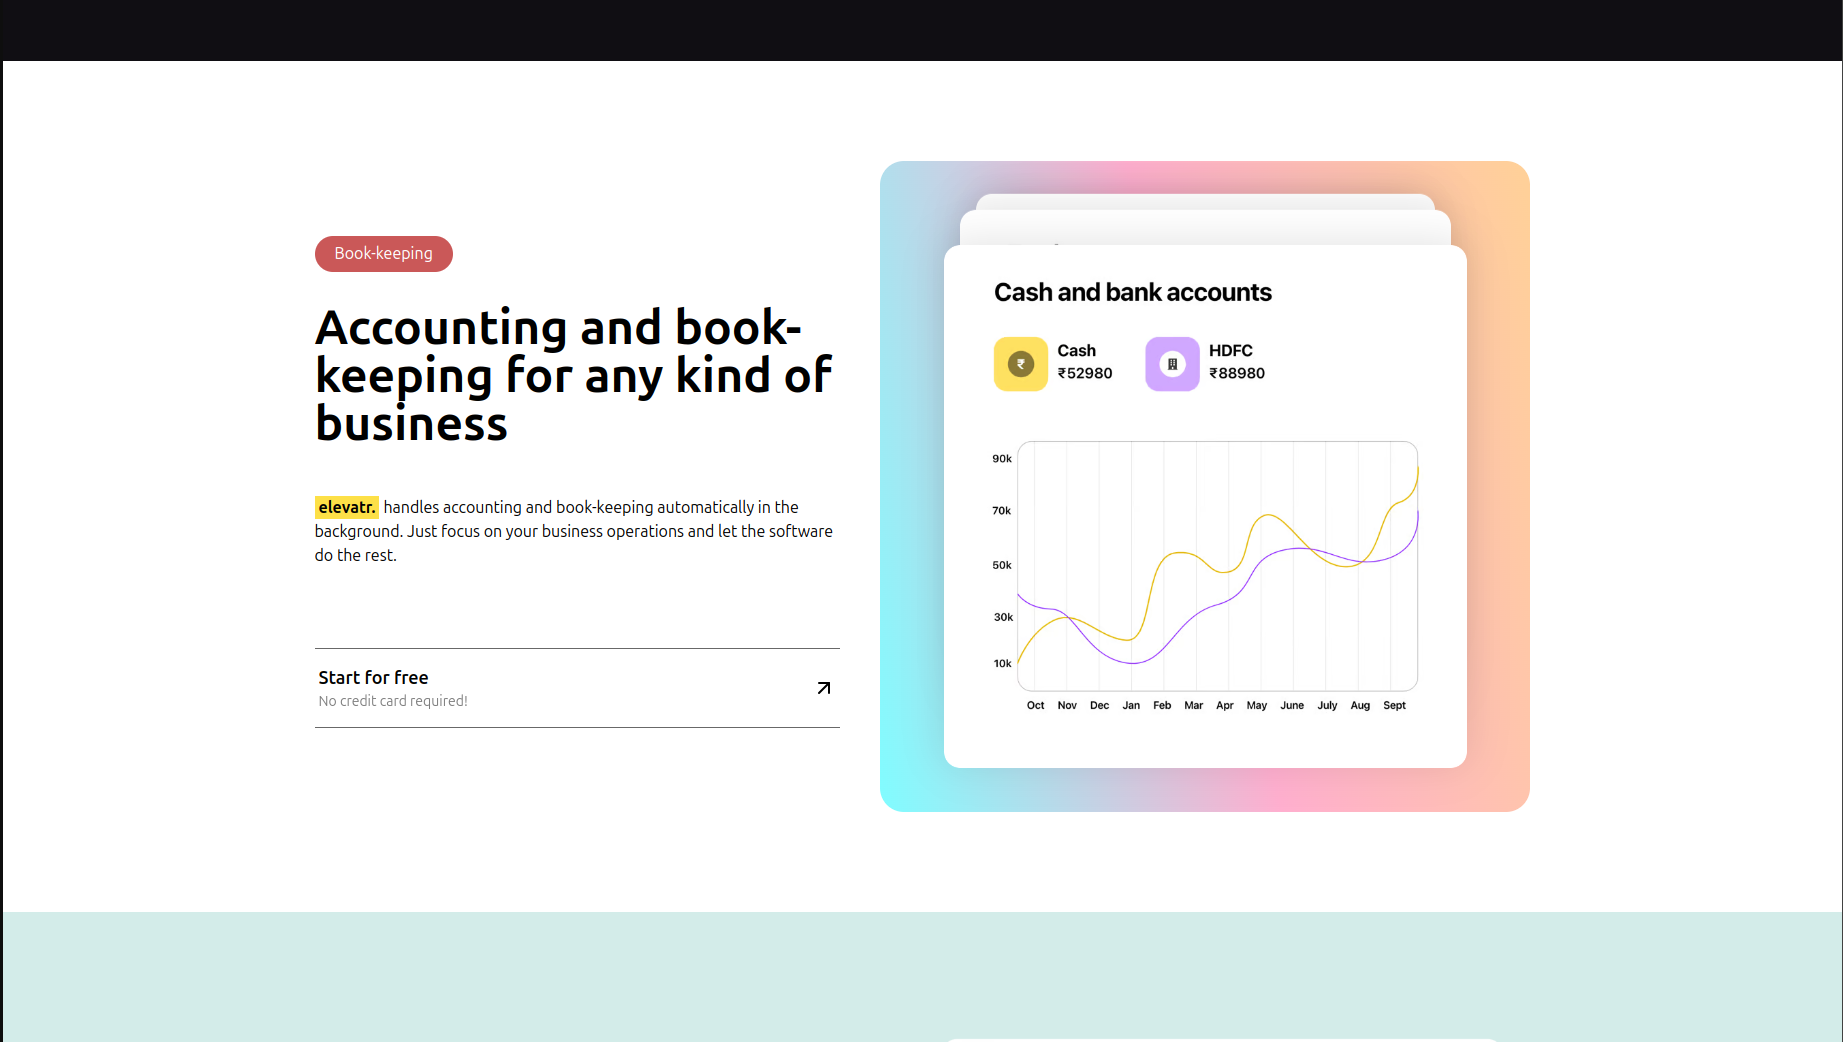 Book-keeping
Accounting and book-
keeping for any kind of
business
elevatr. handles accounting and book-keeping automatically in the
background. Just focus on your business operations and let the software
do the rest.
Start for free
No credit card required!
Cash and bank accounts
₹
Cash
₹52980
HDFC
₹88980
90k
70k
50k
30k
10k
Oct Nov Dec Jan Feb Mar Apr May June July Aug Sept